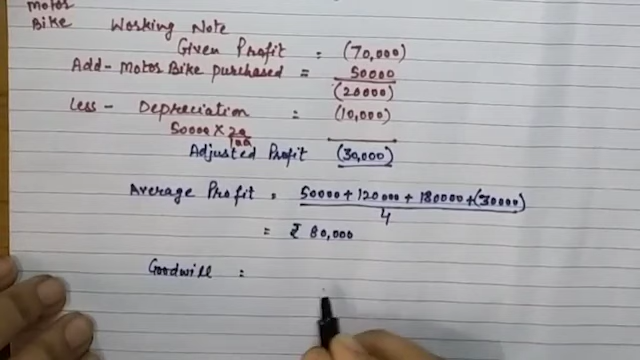 Motor
Bike Working Note
Given Profit = (70,000)
Add - Motor Bike purchased = 50000
(20000)
Less - Depreciation = (10,000)
50000 × 20/100
Adjusted Profit (30,000)
Average Profit = 50000 + 120000 + 180000 + (30000)
4
= ₹ 80,000
Goodwill =